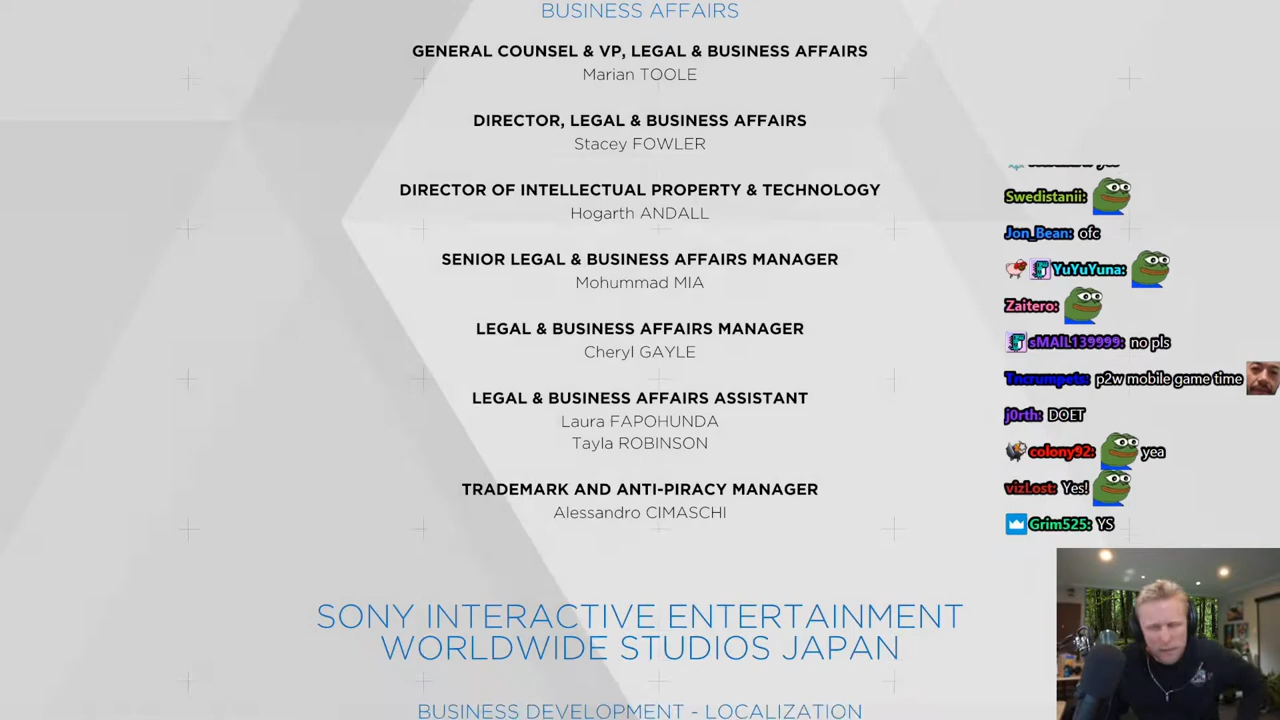 BUSINESS AFFAIRS
GENERAL COUNSEL & VP, LEGAL & BUSINESS AFFAIRS
Marian TOOLE
DIRECTOR, LEGAL & BUSINESS AFFAIRS
Stacey FOWLER
DIRECTOR OF INTELLECTUAL PROPERTY & TECHNOLOGY
Hogarth ANDALL
SENIOR LEGAL & BUSINESS AFFAIRS MANAGER
Mohummad MIA
LEGAL & BUSINESS AFFAIRS MANAGER
Cheryl GAYLE
LEGAL & BUSINESS AFFAIRS ASSISTANT
Laura FAPOHUNDA
Tayla ROBINSON
TRADEMARK AND ANTI-PIRACY MANAGER
Alessandro CIMASCHI
SONY INTERACTIVE ENTERTAINMENT
WORLDWIDE STUDIOS JAPAN
BUSINESS DEVELOPMENT - LOCALIZATION
Swedistanii:
Jon_Bean: ofc
YuYuYuna:
Zaitero:
sMAIL139999: no pls
Tncrumpets: p2w mobile game time
j0rth: DOET
colony92: yea
vizLost: Yes!
Grim525: YS